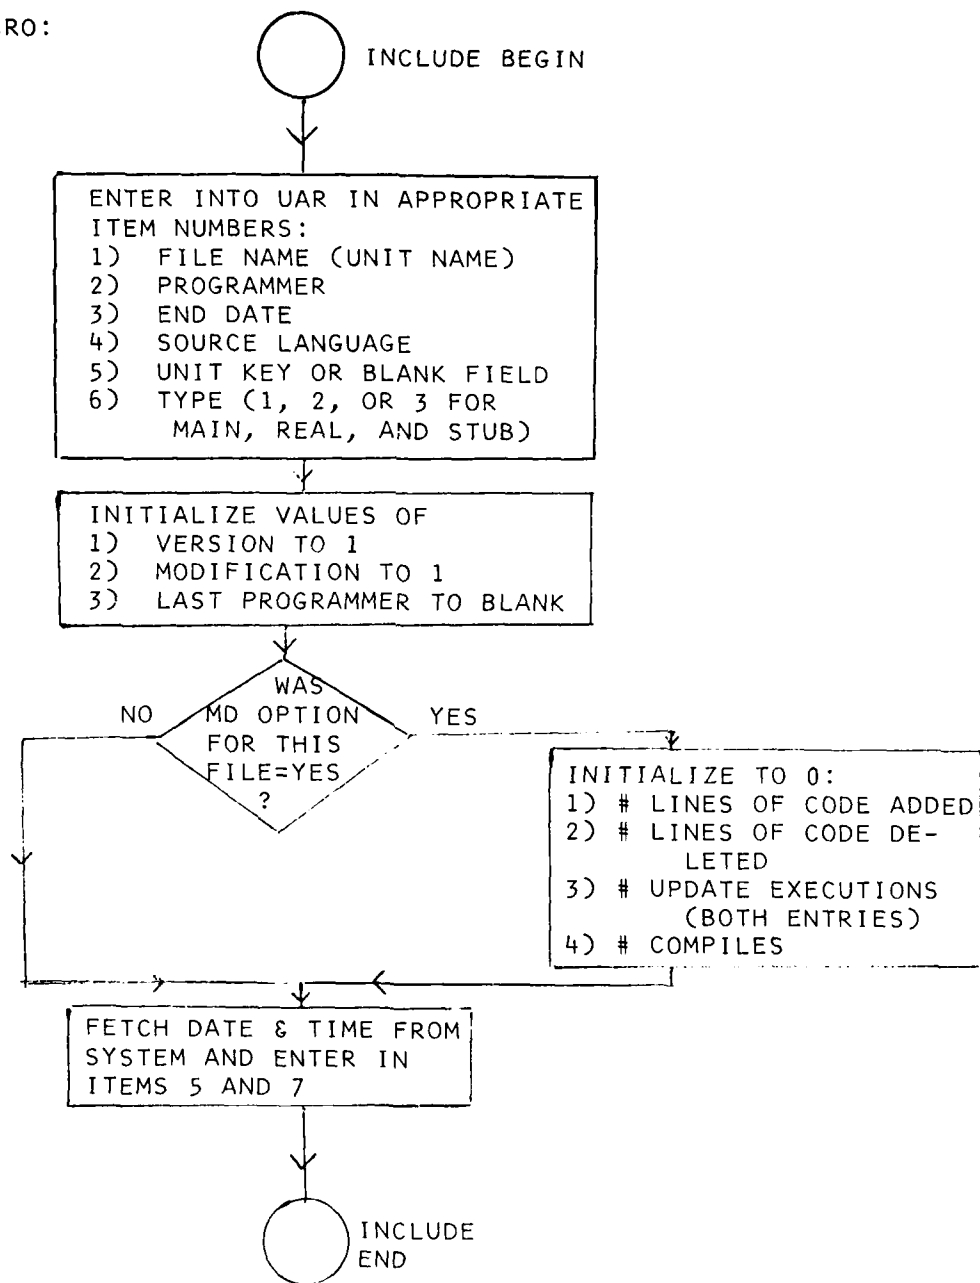 RO:
INCLUDE BEGIN
ENTER INTO UAR IN APPROPRIATE
ITEM NUMBERS:
1) FILE NAME (UNIT NAME)
2) PROGRAMMER
3) END DATE
4) SOURCE LANGUAGE
5) UNIT KEY OR BLANK FIELD
6) TYPE (1, 2, OR 3 FOR
MAIN, REAL, AND STUB)
INITIALIZE VALUES OF
1) VERSION TO 1
2) MODIFICATION TO 1
3) LAST PROGRAMMER TO BLANK
WAS
MD OPTION
FOR THIS
FILE=YES
?
NO
YES
INITIALIZE TO 0:
1) # LINES OF CODE ADDED
2) # LINES OF CODE DE-
LETED
3) # UPDATE EXECUTIONS
(BOTH ENTRIES)
4) # COMPILES
FETCH DATE & TIME FROM
SYSTEM AND ENTER IN
ITEMS 5 AND 7
INCLUDE
END